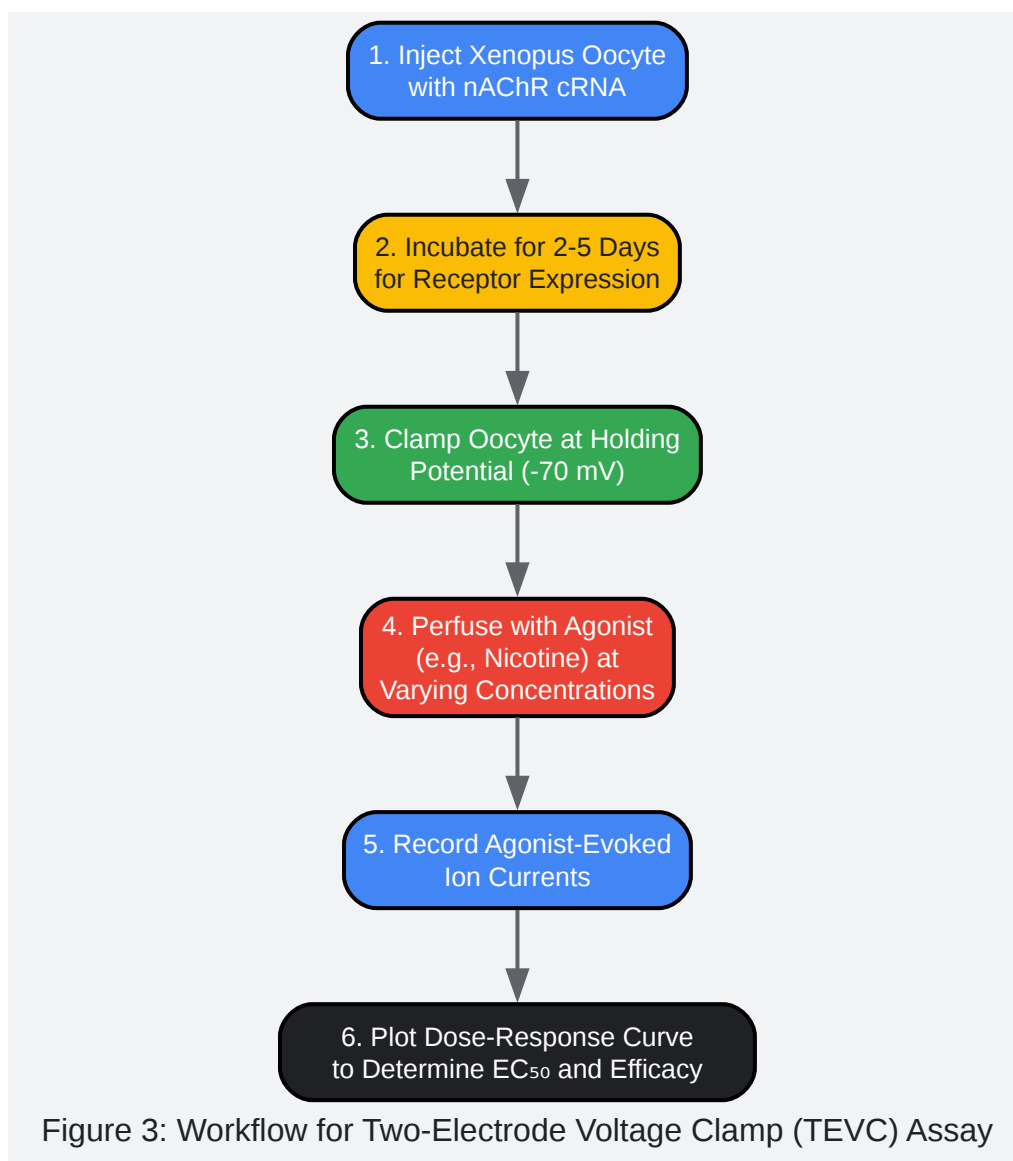 1. Inject Xenopus Oocyte
with nAChR cRNA
2. Incubate for 2-5 Days
for Receptor Expression
3. Clamp Oocyte at Holding
Potential (-70 mV)
4. Perfuse with Agonist
(e.g., Nicotine) at
Varying Concentrations
5. Record Agonist-Evoked
Ion Currents
6. Plot Dose-Response Curve
to Determine EC₅₀ and Efficacy
Figure 3: Workflow for Two-Electrode Voltage Clamp (TEVC) Assay